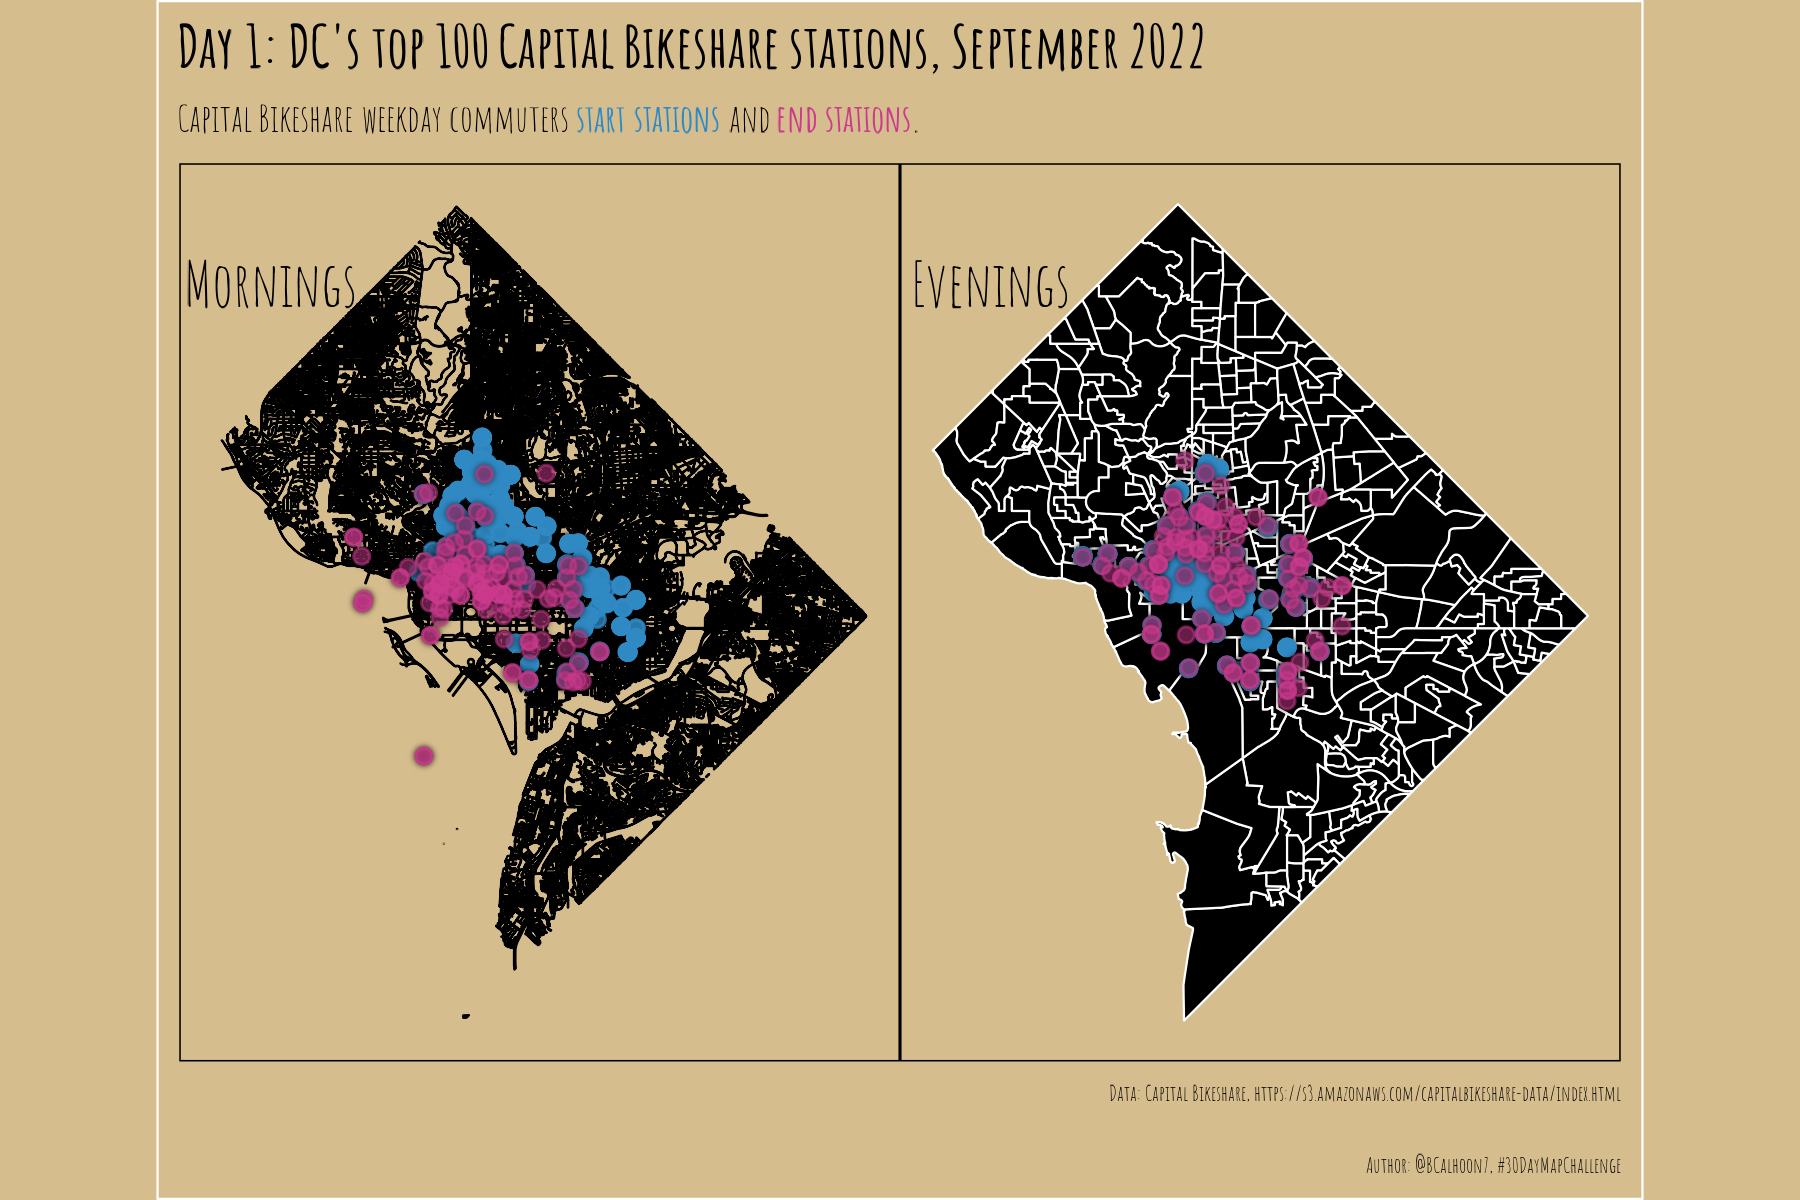 Day 1: DC's top 100 Capital Bikeshare stations, September 2022
Capital Bikeshare weekday commuters start stations and end stations.
Mornings
Evenings
Data: Capital Bikeshare, https://s3.amazonaws.com/capitalbikeshare-data/index.html
Author: @BCalhoon7, #30DayMapChallenge